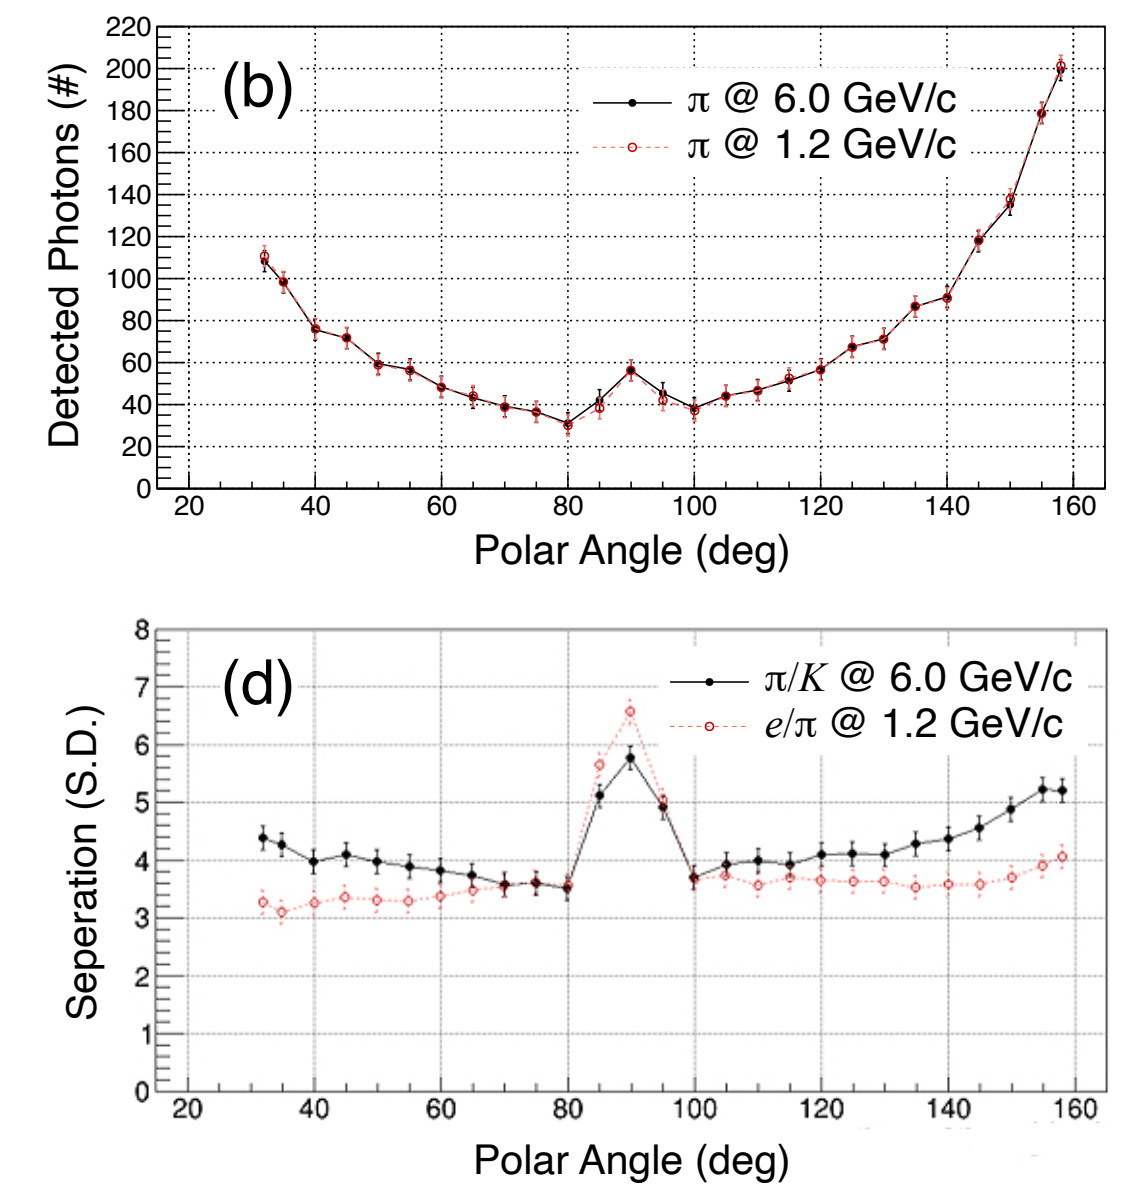 220
200
180
160
140
120
100
80
60
40
20
0
Detected Photons (#)
(b)
π @ 6.0 GeV/c
π @ 1.2 GeV/c
20 40 60 80 100 120 140 160
Polar Angle (deg)
8
7
6
5
4
3
2
1
0
Seperation (S.D.)
(d)
π/K @ 6.0 GeV/c
e/π @ 1.2 GeV/c
20 40 60 80 100 120 140 160
Polar Angle (deg)